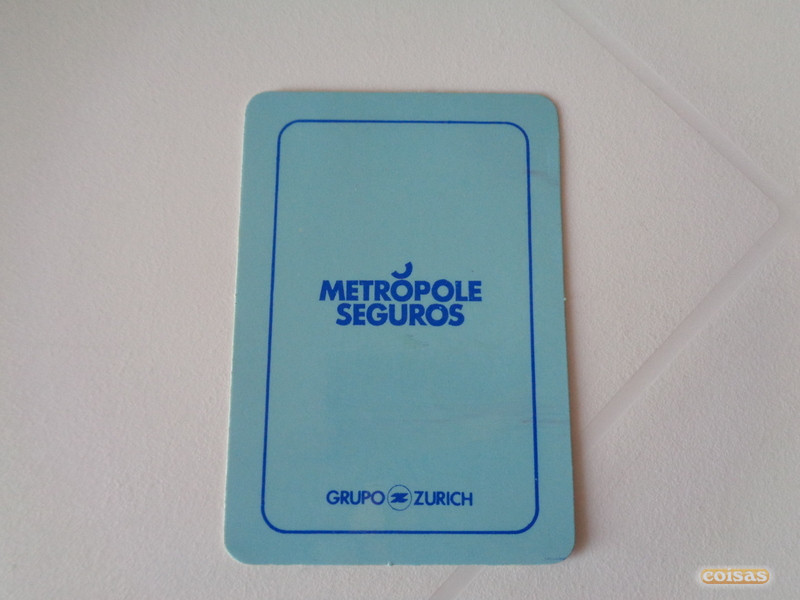 METRÓPOLE
SEGUROS
GRUPO ZURICH
coisas